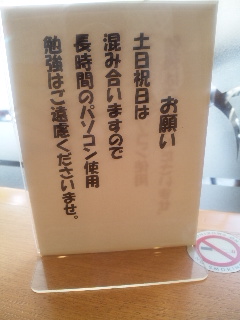 お願い
土日祝日は
混み合いますので
長時間のパソコン使用
勉強はご遠慮くださいませ。